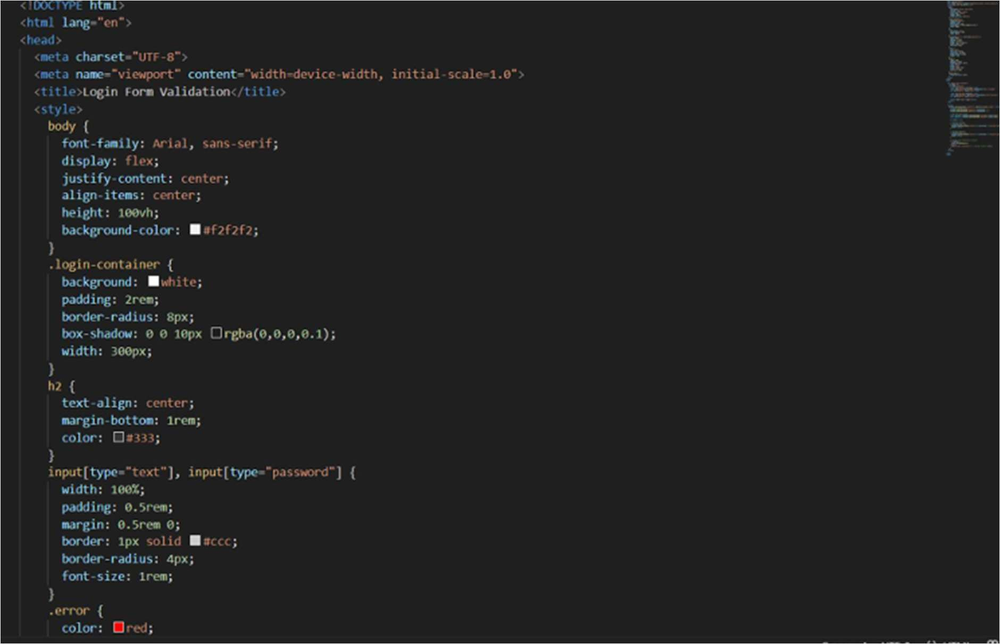 <!DOCTYPE html>
<html lang="en">
<head>
<meta charset="UTF-8">
<meta name="viewport" content="width=device-width, initial-scale=1.0">
<title>Login Form Validation</title>
<style>
body {
font-family: Arial, sans-serif;
display: flex;
justify-content: center;
align-items: center;
height: 100vh;
background-color: #f2f2f2;
}
.login-container {
background: white;
padding: 2rem;
border-radius: 8px;
box-shadow: 0 0 10px rgba(0,0,0,0.1);
width: 300px;
}
h2 {
text-align: center;
margin-bottom: 1rem;
color: #333;
}
input[type="text"], input[type="password"] {
width: 100%;
padding: 0.5rem;
margin: 0.5rem 0;
border: 1px solid #ccc;
border-radius: 4px;
font-size: 1rem;
}
.error {
color: red;